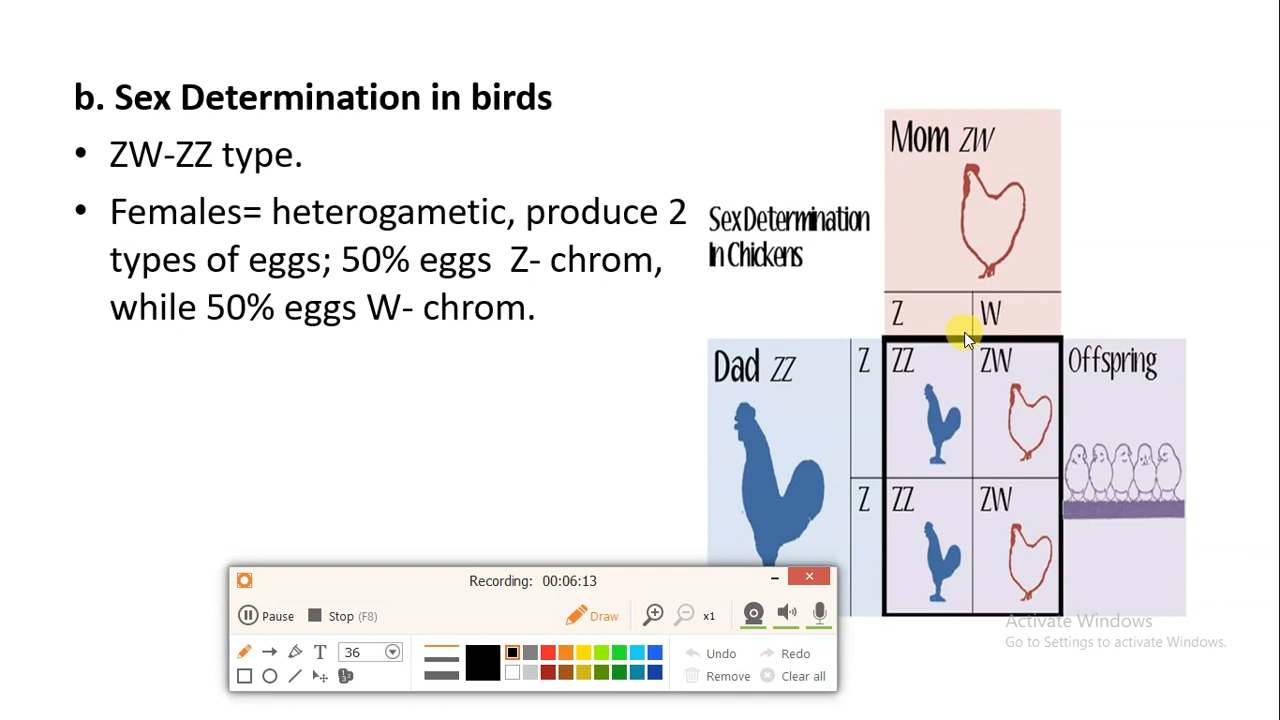 b. Sex Determination in birds
• ZW-ZZ type.
• Females= heterogametic, produce 2
types of eggs; 50% eggs  Z- chrom,
while 50% eggs W- chrom.
Mom ZW
Sex Determination
In Chickens
Z W
Dad ZZ
Z ZZ ZW
Offspring
Z ZZ ZW
Recording: 00:06:13
Pause Stop (F8) Draw x1
T 36 Undo Redo
Remove Clear all
Activate Windows
Go to Settings to activate Windows.